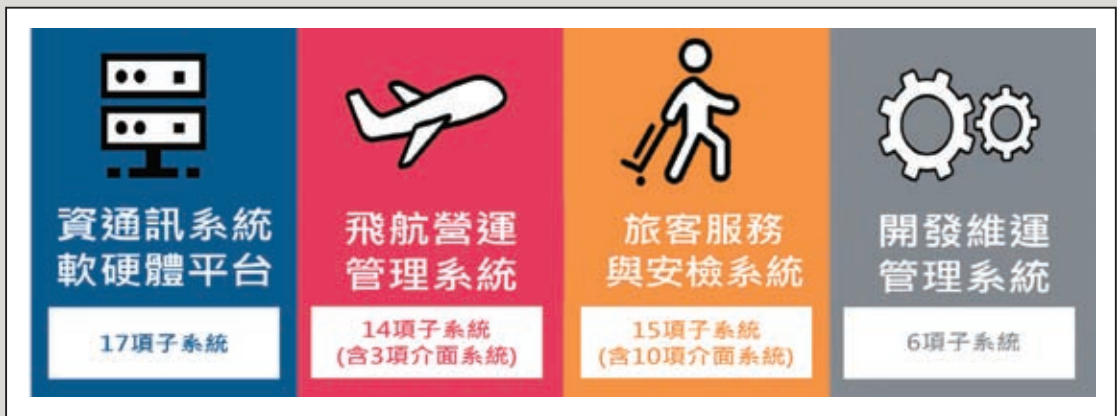 資通訊系統
軟硬體平台
17項子系統
飛航營運
管理系統
14項子系統
(含3項介面系統)
旅客服務
與安檢系統
15項子系統
(含10項介面系統)
開發維運
管理系統
6項子系統